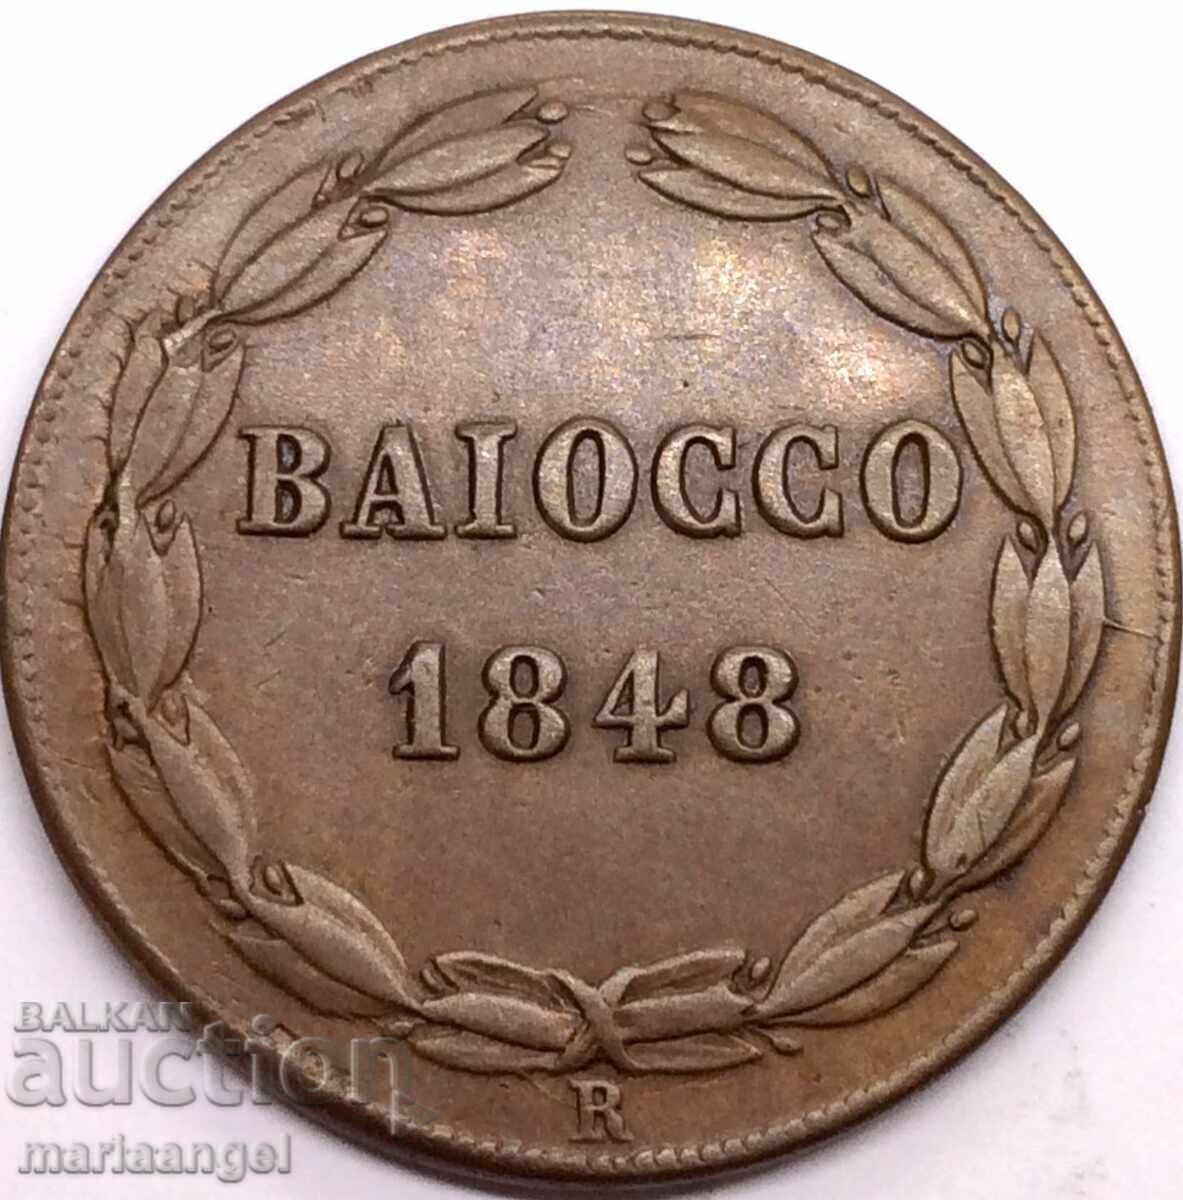 BAIOCCO
1848
R
BALKAN
auction
mariaangel